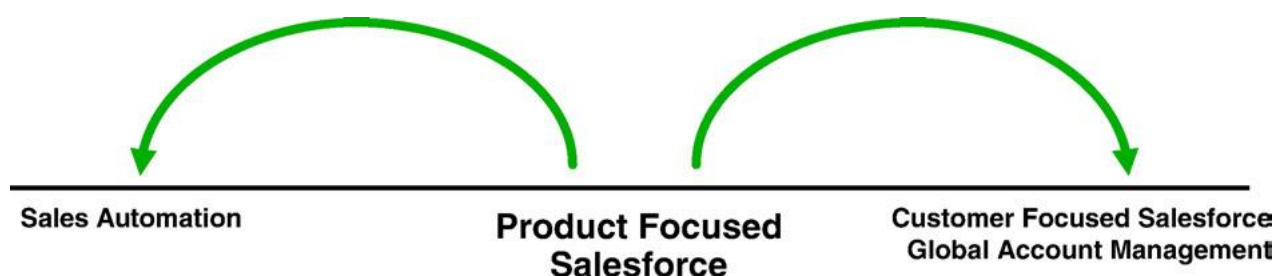 Sales Automation
Product Focused
Salesforce
Customer Focused Salesforce
Global Account Management